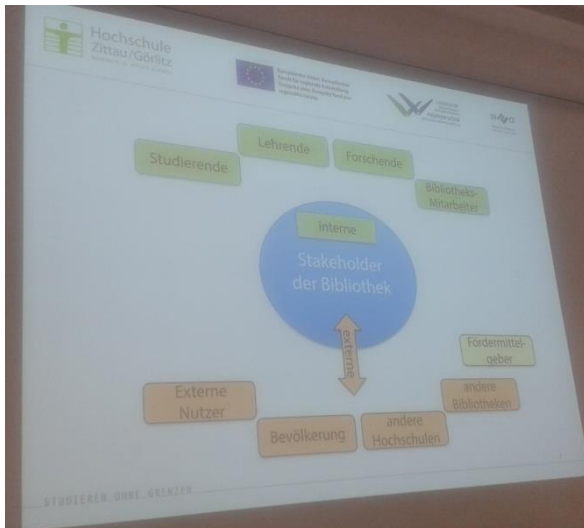 Hochschule
Zittau/Görlitz
Studierende
Lehrende
Forschende
Bibliotheks-
Mitarbeiter
interne
Stakeholder
der Bibliothek
externe
Fördermittel-
geber
Externe
Nutzer
Bevölkerung
andere
Hochschulen
andere
Bibliotheken
STUDIEREN OHNE GRENZEN